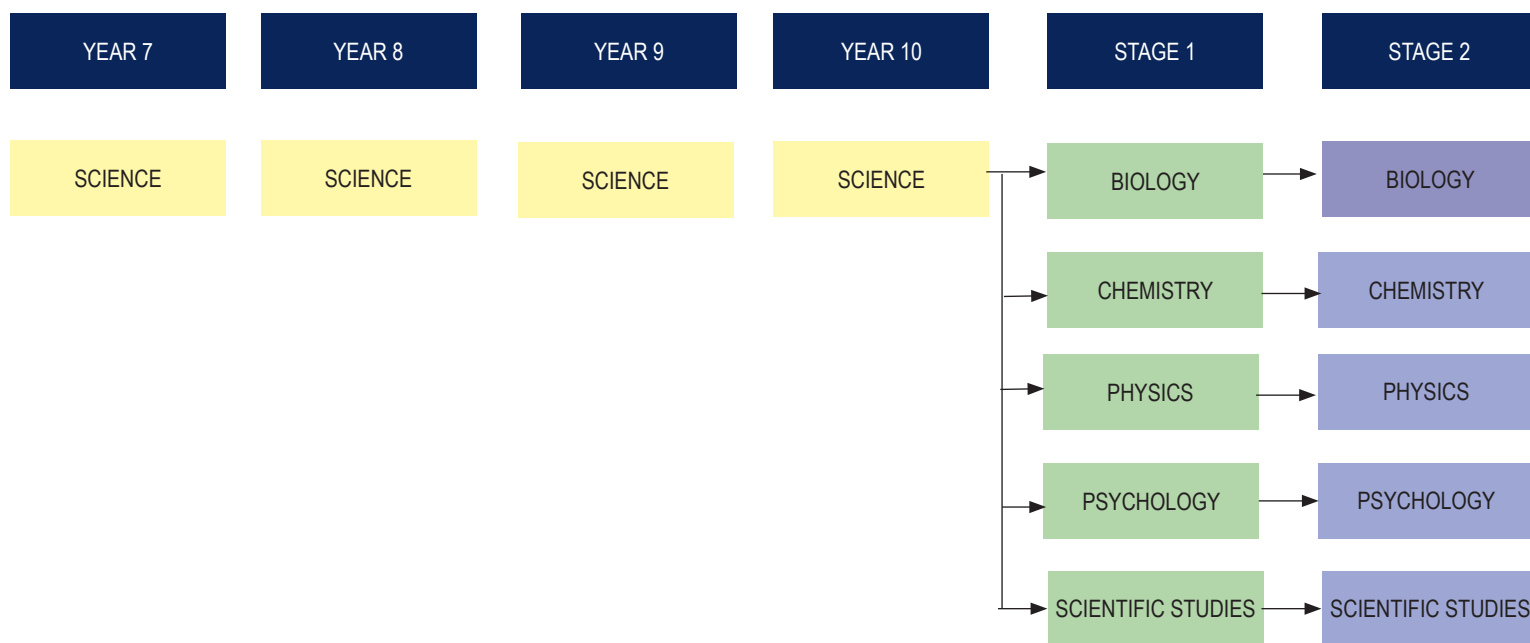 YEAR 7
YEAR 8
YEAR 9
YEAR 10
STAGE 1
STAGE 2
SCIENCE
SCIENCE
SCIENCE
SCIENCE
BIOLOGY
BIOLOGY
CHEMISTRY
CHEMISTRY
PHYSICS
PHYSICS
PSYCHOLOGY
PSYCHOLOGY
SCIENTIFIC STUDIES
SCIENTIFIC STUDIES